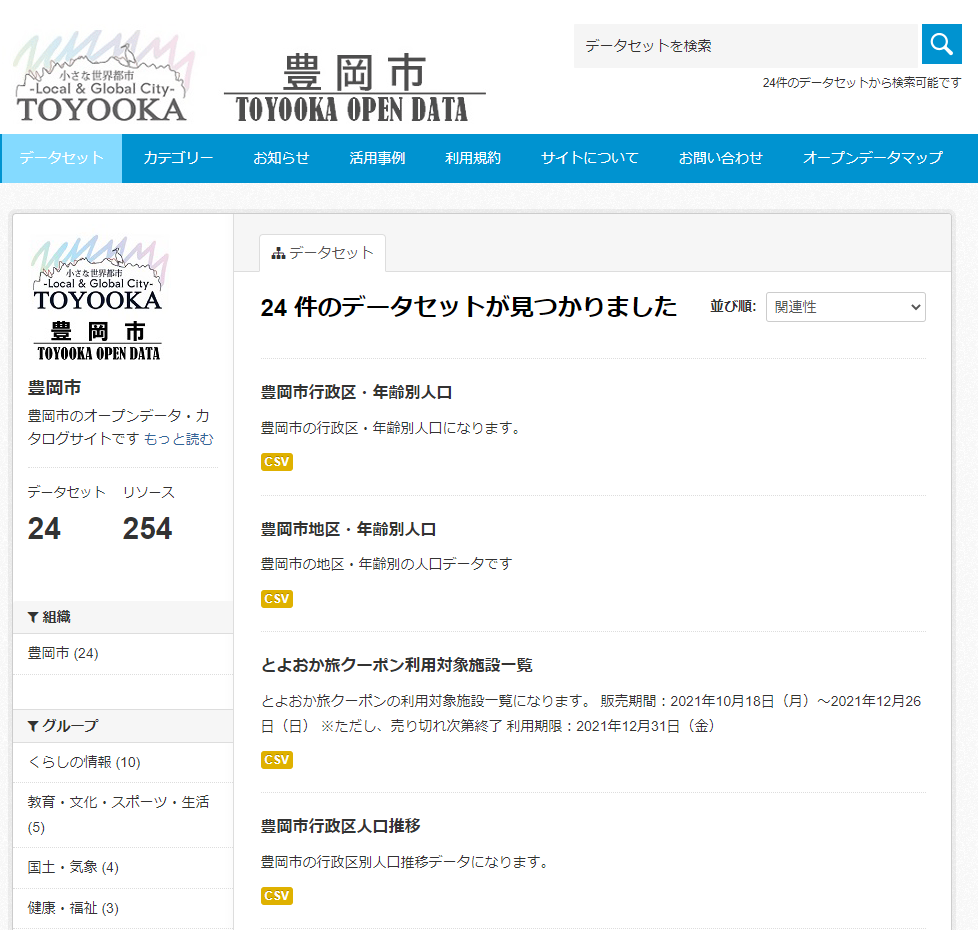 小さな世界都市
-Local & Global City-
TOYOOKA
豊岡市
TOYOOKA OPEN DATA
データセットを検索
24件のデータセットから検索可能です
データセット カテゴリー お知らせ 活用事例 利用規約 サイトについて お問い合わせ オープンデータマップ
小さな世界都市
-Local & Global City-
TOYOOKA
豊岡市
TOYOOKA OPEN DATA
豊岡市
豊岡市のオープンデータ・カ
タログサイトです もっと読む
データセット リソース
24 254
組織
豊岡市 (24)
グループ
くらしの情報 (10)
教育・文化・スポーツ・生活
(5)
国土・気象 (4)
健康・福祉 (3)
データセット
24 件のデータセットが見つかりました
並び順: 関連性
豊岡市行政区・年齢別人口
豊岡市の行政区・年齢別人口になります。
CSV
豊岡市地区・年齢別人口
豊岡市の地区・年齢別の人口データです
CSV
とよおか旅クーポン利用対象施設一覧
とよおか旅クーポンの利用対象施設一覧になります。 販売期間：2021年10月18日（月）～2021年12月26
日（日） ※ただし、売り切れ次第終了 利用期限：2021年12月31日（金）
CSV
豊岡市行政区人口推移
豊岡市の行政区別人口推移データになります。
CSV